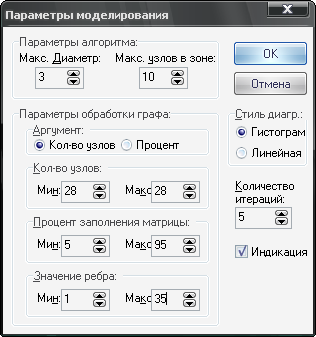 Параметры моделирования
Параметры алгоритма:
Макс. Диаметр:
Макс. узлов в зоне:
3
10
OK
Отмена
Параметры обработки графа:
Аргумент:
Кол-во узлов
Процент
Кол-во узлов:
Мин:
28
Макс
28
Процент заполнения матрицы:
Мин:
5
Макс
95
Значение ребра:
Мин:
1
Макс
35
Стиль диагр.:
Гистограм
Линейная
Количество
итераций:
5
Индикация